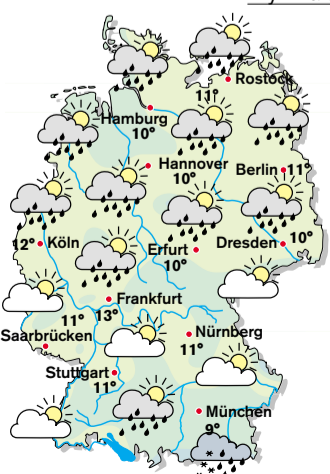 Rostock
11°
Hamburg
10°
Hannover
10°
Berlin 11°
12° Köln
Erfurt
10°
Dresden 10°
Frankfurt
13°
11°
Saarbrücken
Nürnberg
11°
Stuttgart
11°
München
9°